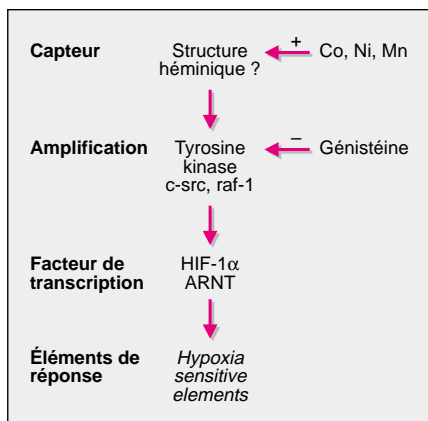 Capteur Structure + Co, Ni, Mn
héminique ?
Amplification Tyrosine – Génistéine
kinase
c-src, raf-1
Facteur de HIF-1α
transcription ARNT
Éléments de Hypoxia
réponse sensitive
elements